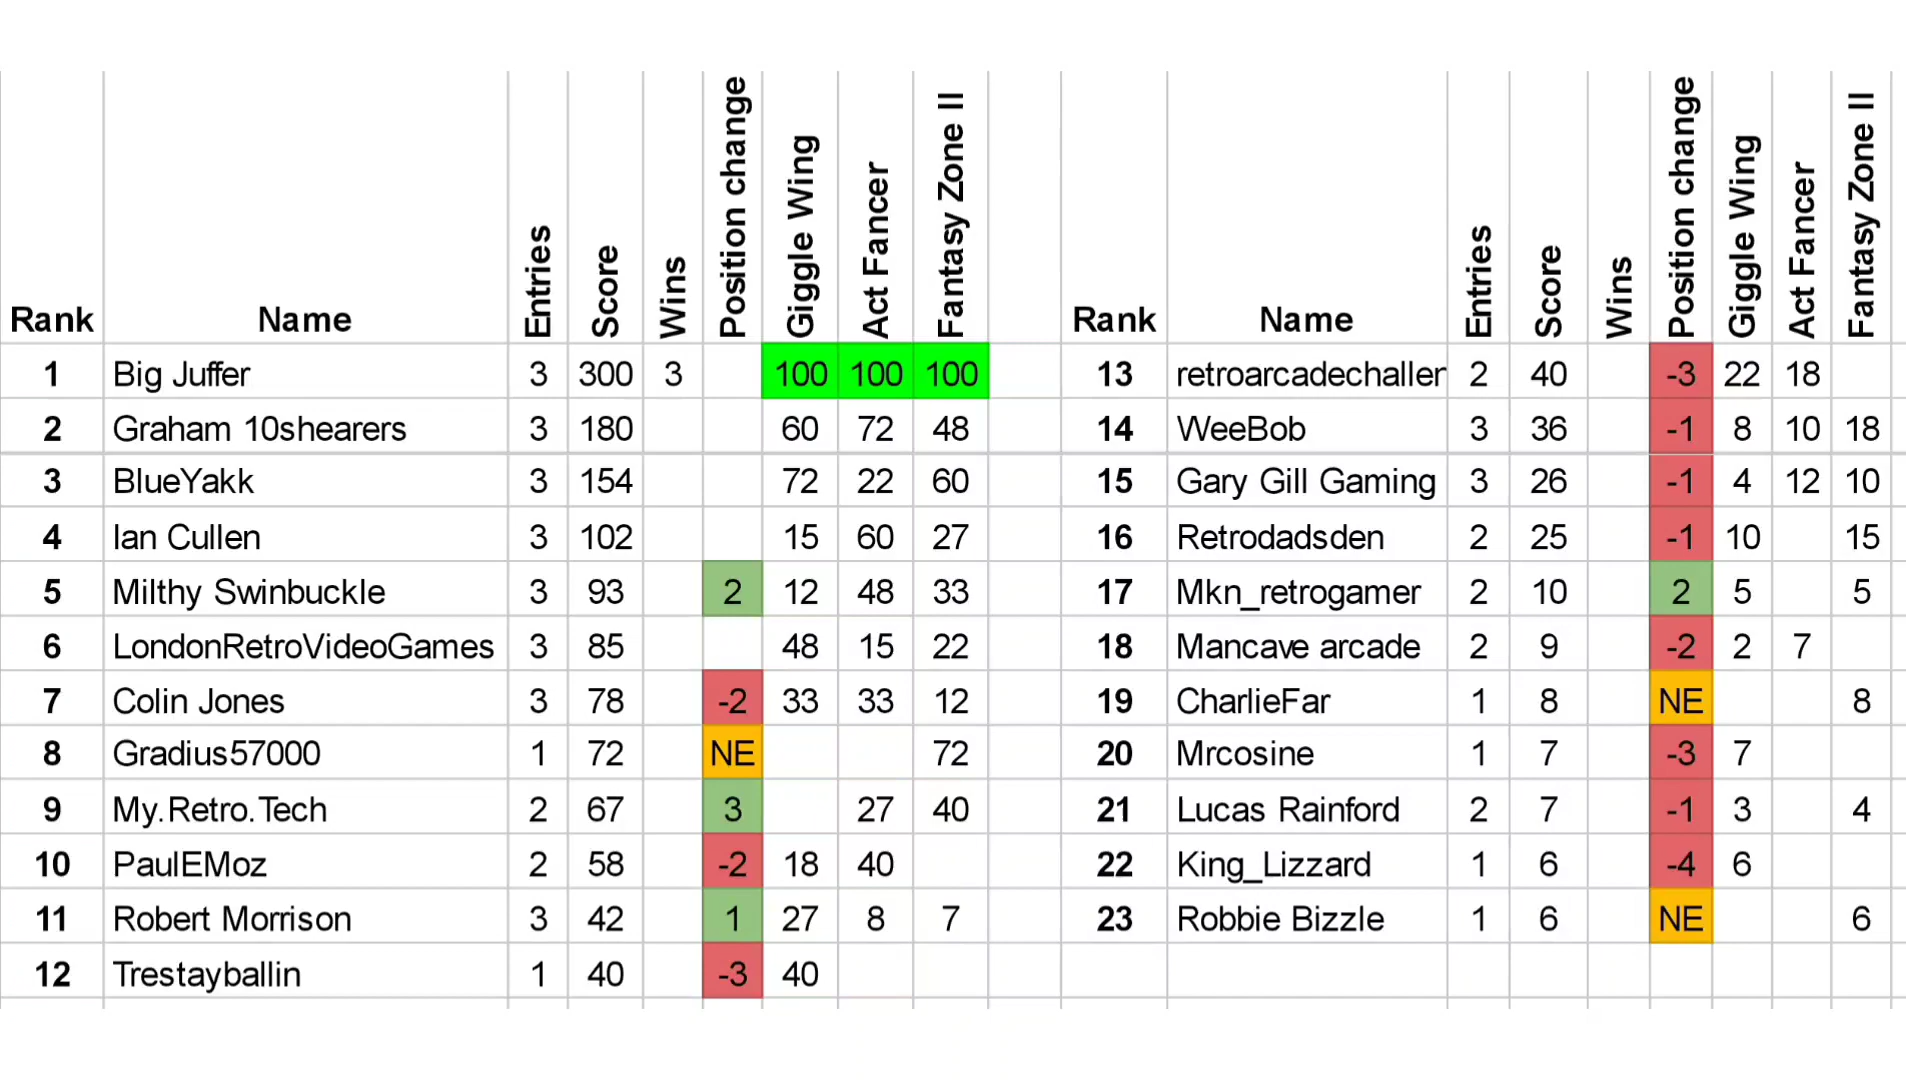 Rank Name Entries Score Wins Position change Giggle Wing Act Fancer Fantasy Zone II
1 Big Juffer 3 300 3 100 100 100
2 Graham 10shearers 3 180 60 72 48
3 BlueYakk 3 154 72 22 60
4 Ian Cullen 3 102 15 60 27
5 Milthy Swinbuckle 3 93 2 12 48 33
6 LondonRetroVideoGames 3 85 48 15 22
7 Colin Jones 3 78 -2 33 33 12
8 Gradius57000 1 72 NE 72
9 My.Retro.Tech 2 67 3 27 40
10 PaulEMoz 2 58 -2 18 40
11 Robert Morrison 3 42 1 27 8 7
12 Trestayballin 1 40 -3 40
Rank Name Entries Score Wins Position change Giggle Wing Act Fancer Fantasy Zone II
13 retroarcadechaller 2 40 -3 22 18
14 WeeBob 3 36 -1 8 10 18
15 Gary Gill Gaming 3 26 -1 4 12 10
16 Retrodadsden 2 25 -1 10 15
17 Mkn_retrogamer 2 10 2 5 5
18 Mancave arcade 2 9 -2 2 7
19 CharlieFar 1 8 NE 8
20 Mrcosine 1 7 -3 7
21 Lucas Rainford 2 7 -1 3 4
22 King_Lizzard 1 6 -4 6
23 Robbie Bizzle 1 6 NE 6